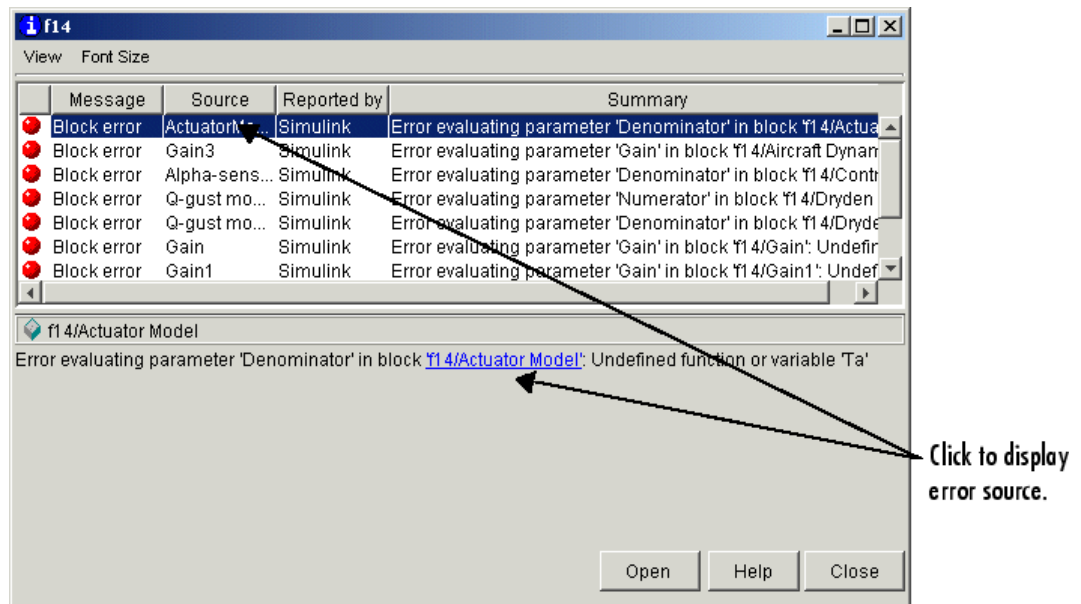 f14
View Font Size
Message Source Reported by Summary
Block error ActuatorMo... Simulink Error evaluating parameter 'Denominator' in block 'f14/Actua
Block error Gain3 Simulink Error evaluating parameter 'Gain' in block 'f14/Aircraft Dynam
Block error Alpha-sens... Simulink Error evaluating parameter 'Denominator' in block 'f14/Contr
Block error Q-gust mo... Simulink Error evaluating parameter 'Numerator' in block 'f14/Dryden
Block error Q-gust mo... Simulink Error evaluating parameter 'Denominator' in block 'f14/Dryde
Block error Gain Simulink Error evaluating parameter 'Gain' in block 'f14/Gain': Undefin
Block error Gain1 Simulink Error evaluating parameter 'Gain' in block 'f14/Gain1': Undef
f14/Actuator Model
Error evaluating parameter 'Denominator' in block 'f14/Actuator Model': Undefined function or variable 'Ta'
Click to display
error source.
Open Help Close